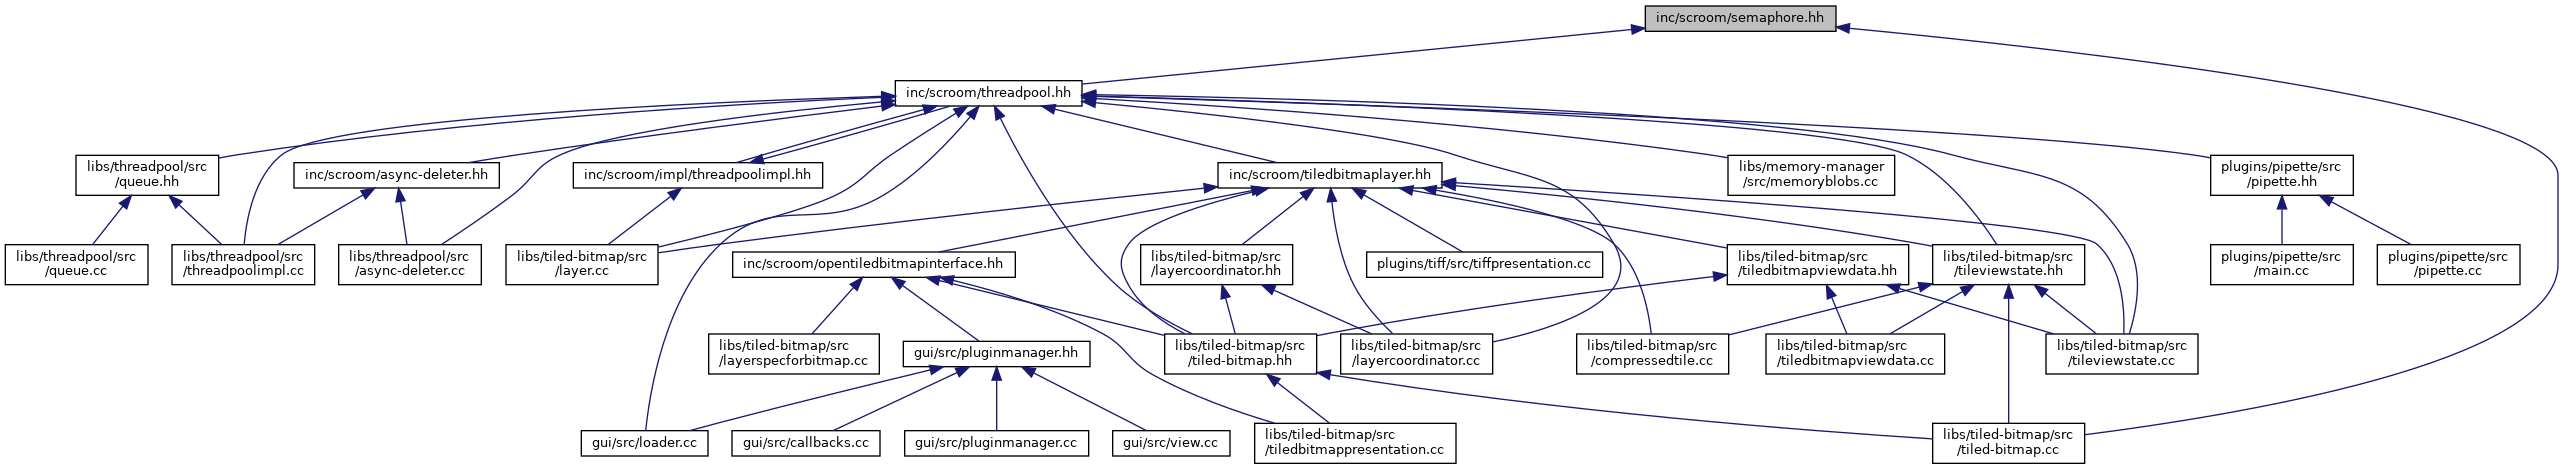 inc/scroom/semaphore.hh
inc/scroom/threadpool.hh
libs/threadpool/src
/queue.hh
inc/scroom/async-deleter.hh
inc/scroom/impl/threadpoolimpl.hh
inc/scroom/tiledbitmaplayer.hh
libs/memory-manager
/src/memoryblobs.cc
plugins/pipette/src
/pipette.hh
libs/threadpool/src
/queue.cc
libs/threadpool/src
/threadpoolimpl.cc
libs/threadpool/src
/async-deleter.cc
libs/tiled-bitmap/src
/layer.cc
inc/scroom/opentiledbitmapinterface.hh
libs/tiled-bitmap/src
/layercoordinator.hh
plugins/tiff/src/tiffpresentation.cc
libs/tiled-bitmap/src
/tiledbitmapviewdata.hh
libs/tiled-bitmap/src
/tileviewstate.hh
plugins/pipette/src
/main.cc
plugins/pipette/src
/pipette.cc
libs/tiled-bitmap/src
/layerspecforbitmap.cc
gui/src/pluginmanager.hh
libs/tiled-bitmap/src
/tiled-bitmap.hh
libs/tiled-bitmap/src
/layercoordinator.cc
libs/tiled-bitmap/src
/compressedtile.cc
libs/tiled-bitmap/src
/tiledbitmapviewdata.cc
libs/tiled-bitmap/src
/tileviewstate.cc
gui/src/loader.cc
gui/src/callbacks.cc
gui/src/pluginmanager.cc
gui/src/view.cc
libs/tiled-bitmap/src
/tiledbitmappresentation.cc
libs/tiled-bitmap/src
/tiled-bitmap.cc